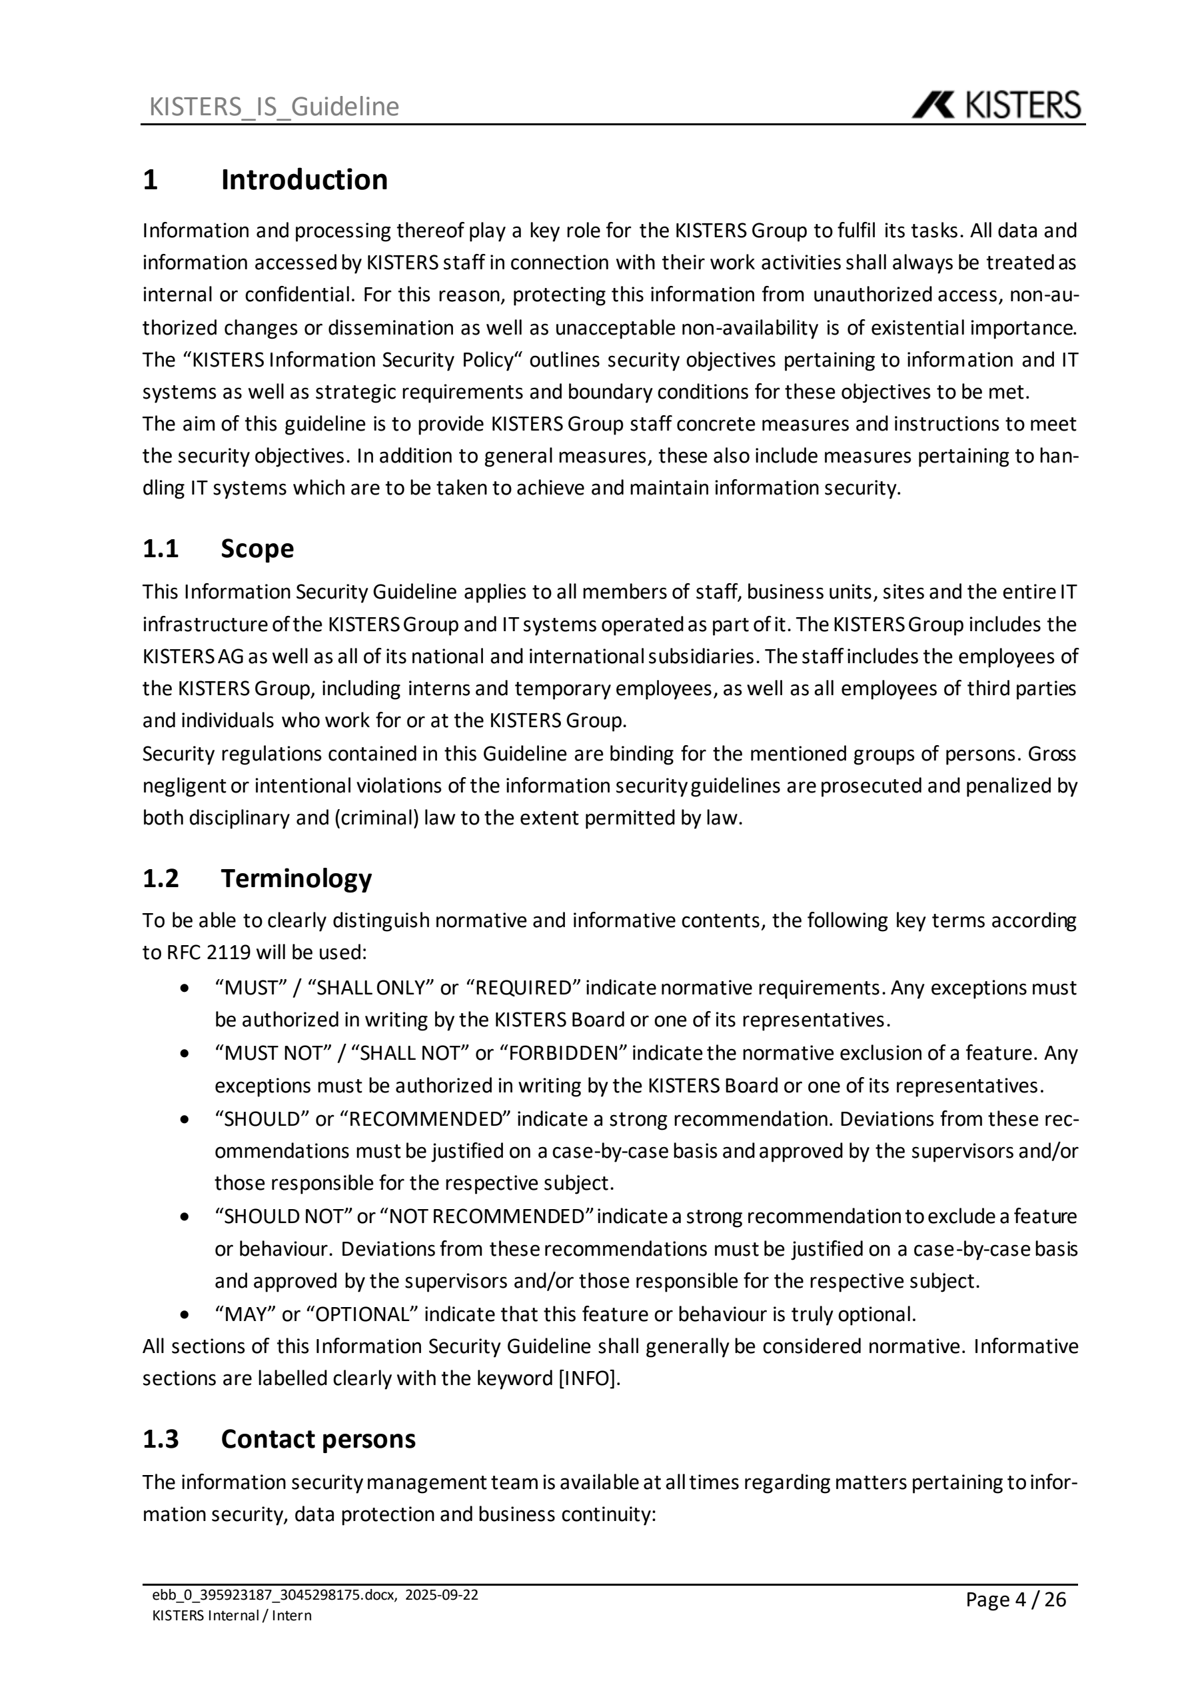 KISTERS_IS_Guideline
KISTERS
1 Introduction
Information and processing thereof play a key role for the KISTERS Group to fulfil its tasks. All data and
information accessed by KISTERS staff in connection with their work activities shall always be treated as
internal or confidential. For this reason, protecting this information from unauthorized access, non-au-
thorized changes or dissemination as well as unacceptable non-availability is of existential importance.
The “KISTERS Information Security Policy“ outlines security objectives pertaining to information and IT
systems as well as strategic requirements and boundary conditions for these objectives to be met.
The aim of this guideline is to provide KISTERS Group staff concrete measures and instructions to meet
the security objectives. In addition to general measures, these also include measures pertaining to han-
dling IT systems which are to be taken to achieve and maintain information security.
1.1 Scope
This Information Security Guideline applies to all members of staff, business units, sites and the entire IT
infrastructure of the KISTERS Group and IT systems operated as part of it. The KISTERS Group includes the
KISTERS AG as well as all of its national and international subsidiaries. The staff includes the employees of
the KISTERS Group, including interns and temporary employees, as well as all employees of third parties
and individuals who work for or at the KISTERS Group.
Security regulations contained in this Guideline are binding for the mentioned groups of persons. Gross
negligent or intentional violations of the information security guidelines are prosecuted and penalized by
both disciplinary and (criminal) law to the extent permitted by law.
1.2 Terminology
To be able to clearly distinguish normative and informative contents, the following key terms according
to RFC 2119 will be used:
• “MUST” / “SHALL ONLY” or “REQUIRED” indicate normative requirements. Any exceptions must
be authorized in writing by the KISTERS Board or one of its representatives.
• “MUST NOT” / “SHALL NOT” or “FORBIDDEN” indicate the normative exclusion of a feature. Any
exceptions must be authorized in writing by the KISTERS Board or one of its representatives.
• “SHOULD” or “RECOMMENDED” indicate a strong recommendation. Deviations from these rec-
ommendations must be justified on a case-by-case basis and approved by the supervisors and/or
those responsible for the respective subject.
• “SHOULD NOT” or “NOT RECOMMENDED” indicate a strong recommendation to exclude a feature
or behaviour. Deviations from these recommendations must be justified on a case-by-case basis
and approved by the supervisors and/or those responsible for the respective subject.
• “MAY” or “OPTIONAL” indicate that this feature or behaviour is truly optional.
All sections of this Information Security Guideline shall generally be considered normative. Informative
sections are labelled clearly with the keyword [INFO].
1.3 Contact persons
The information security management team is available at all times regarding matters pertaining to infor-
mation security, data protection and business continuity:
ebb_0_395923187_3045298175.docx, 2025-09-22
Page 4 / 26
KISTERS Internal / Intern